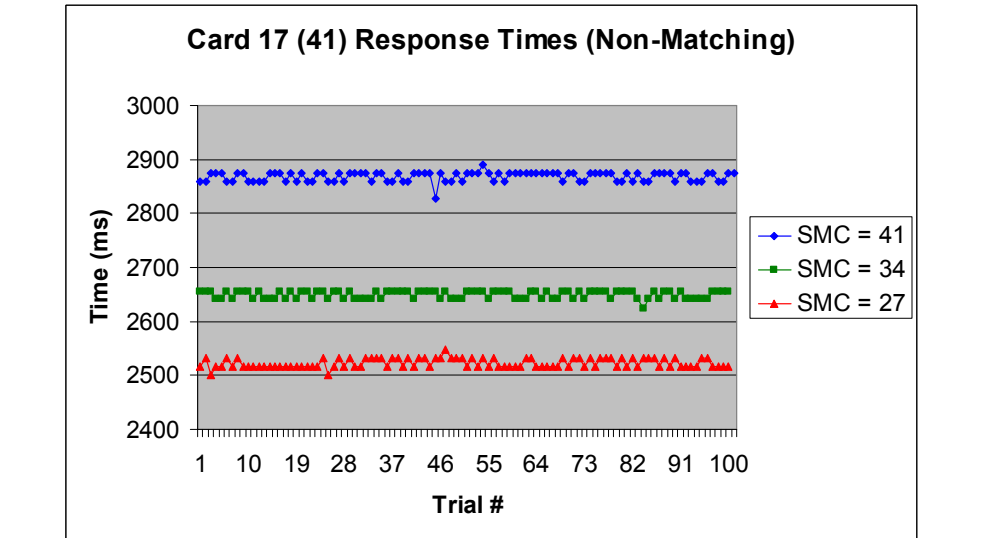 Card 17 (41) Response Times (Non-Matching)
3000
2900
2800
2700
2600
2500
2400
Time (ms)
1 10 19 28 37 46 55 64 73 82 91 100
Trial #
SMC = 41
SMC = 34
SMC = 27